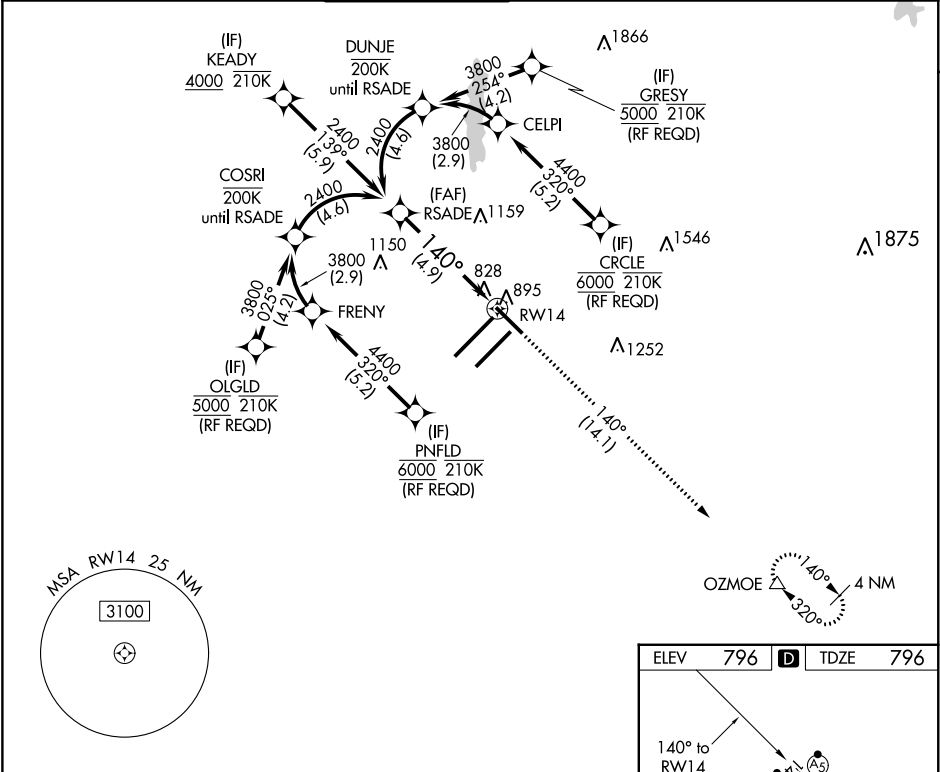 (IF)
KEADY
4000 210K
DUNJE
200K
until RSADE
1866
3800
254°
(4.2)
(IF)
GRESY
5000 210K
(RF REQD)
CELPI
2400
139°
(5.9)
2400
(4.6)
3800
(2.9)
COSRI
200K
until RSADE
2400
(4.6)
4400
320°
(5.2)
(FAF)
RSADE
1159
1150
3800
(2.9)
140°
(4.9)
828
895
RW14
(IF)
CRCLE
6000 210K
(RF REQD)
1546
1875
1252
3800
025°
(4.2)
FRENY
(IF)
OLGLD
5000 210K
(RF REQD)
4400
320°
(5.2)
(IF)
PNFLD
6000 210K
(RF REQD)
140°
(14.1)
OZMOE
140°
320°
4 NM
MSA RW14 25 NM
3100
ELEV 796 D TDZE 796
140° to
RW14
A5